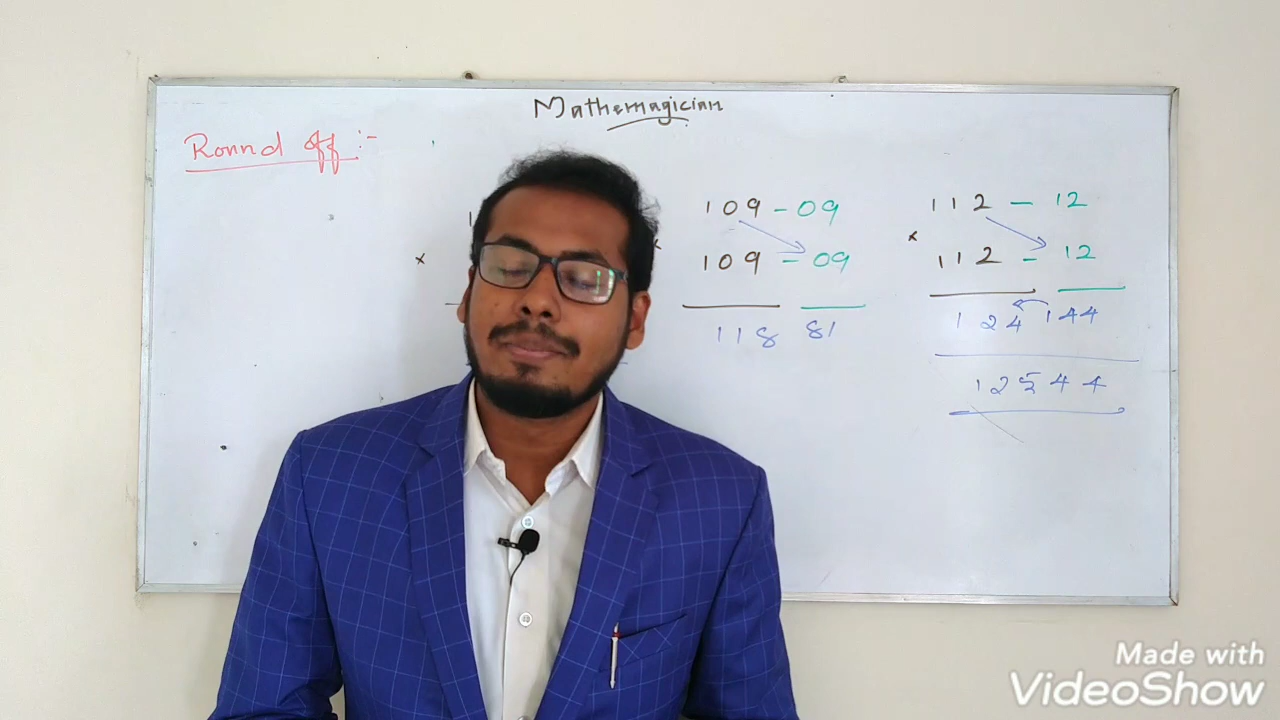 Mathemagician
Round off :-
109 - 09
× 109 - 09
118 81
112 - 12
× 112 - 12
124 144
12544
×
Made with
VideoShow